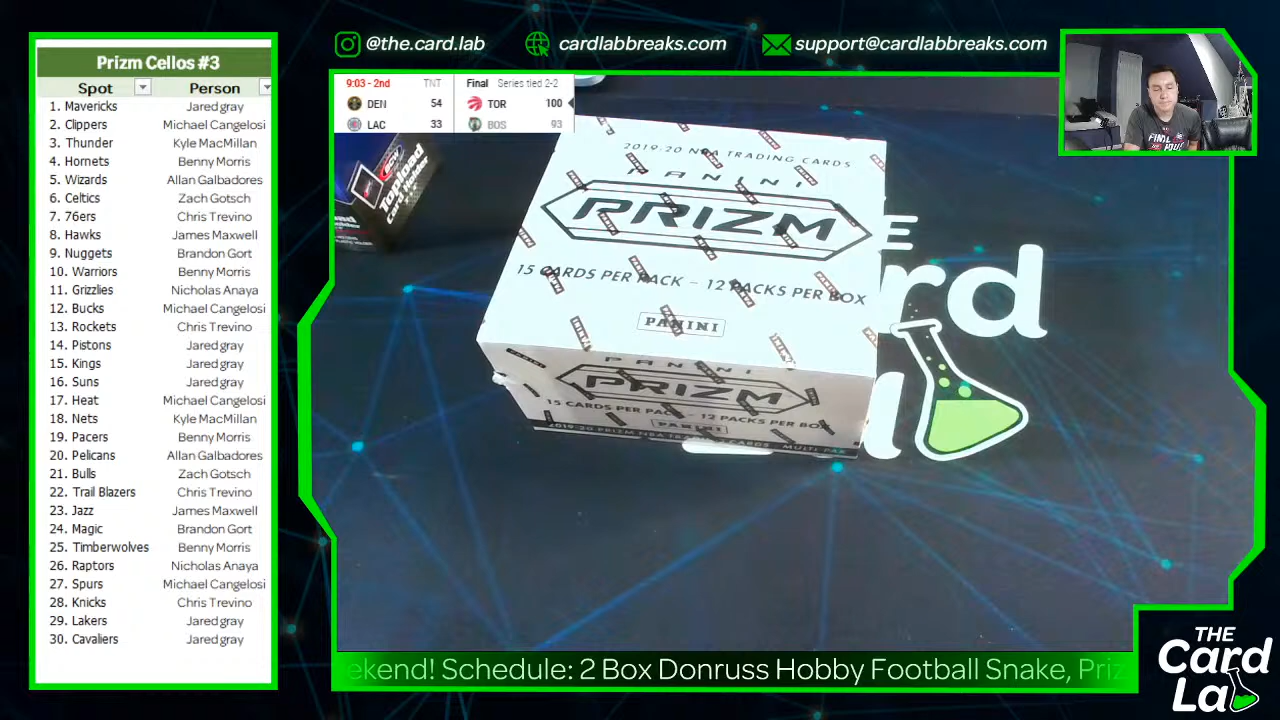 @the.card.lab
cardlabbreaks.com
support@cardlabbreaks.com
Prizm Cellos #3
Spot Person
1. Mavericks Jared gray
2. Clippers Michael Cangelosi
3. Thunder Kyle MacMillan
4. Hornets Benny Morris
5. Wizards Allan Galbadores
6. Celtics Zach Gotsch
7. 76ers Chris Trevino
8. Hawks James Maxwell
9. Nuggets Brandon Gort
10. Warriors Benny Morris
11. Grizzlies Nicholas Anaya
12. Bucks Michael Cangelosi
13. Rockets Chris Trevino
14. Pistons Jared gray
15. Kings Jared gray
16. Suns Jared gray
17. Heat Michael Cangelosi
18. Nets Kyle MacMillan
19. Pacers Benny Morris
20. Pelicans Allan Galbadores
21. Bulls Zach Gotsch
22. Trail Blazers Chris Trevino
23. Jazz James Maxwell
24. Magic Brandon Gort
25. Timberwolves Benny Morris
26. Raptors Nicholas Anaya
27. Spurs Michael Cangelosi
28. Knicks Chris Trevino
29. Lakers Jared gray
30. Cavaliers Jared gray
9:03 - 2nd TNT
DEN 54
LAC 33
Final Series tied 2-2
TOR 100
BOS 93
Topload
Card Holder
2019-20 NBA TRADING CARDS
PANINI
PRIZM
15 CARDS PER PACK - 12 PACKS PER BOX
PANINI
PANINI
PRIZM
15 CARDS PER PACK - 12 PACKS PER BOX
PANINI
2019-20 PRIZM NBA TRADING CARDS MULTI-PAK
ekend! Schedule: 2 Box Donruss Hobby Football Snake, Priz
THE
Card
Lab